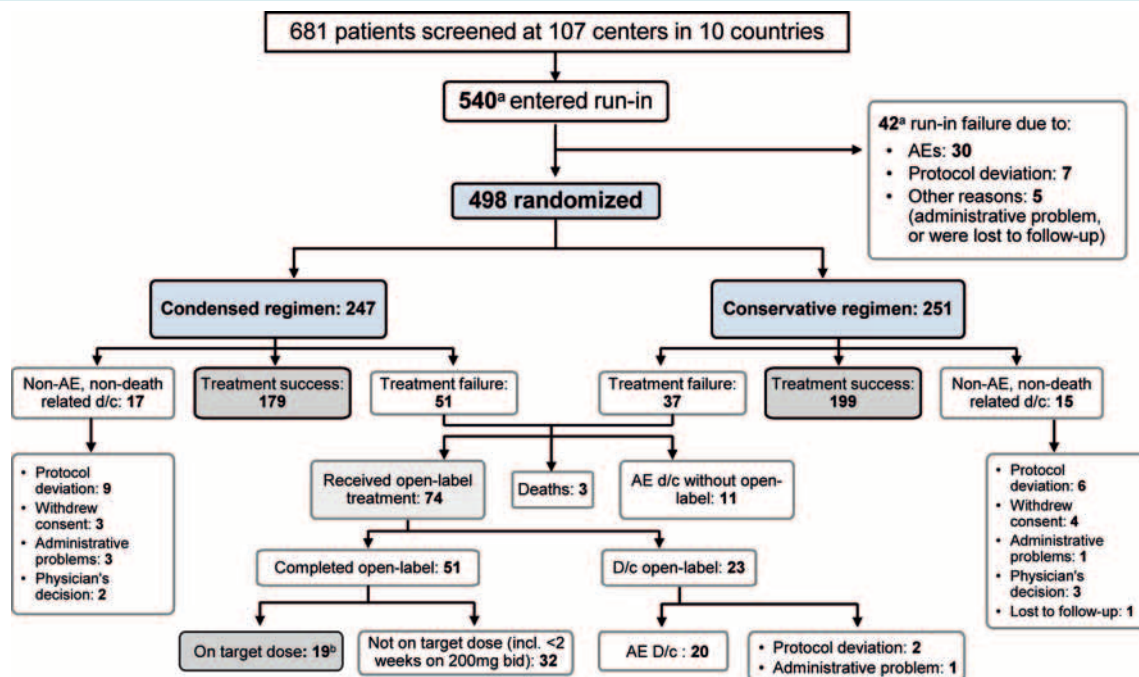 681 patients screened at 107 centers in 10 countries
540ᵃ entered run-in
42ᵃ run-in failure due to:
• AEs: 30
• Protocol deviation: 7
• Other reasons: 5
(administrative problem,
or were lost to follow-up)
498 randomized
Condensed regimen: 247
Conservative regimen: 251
Non-AE, non-death
related d/c: 17
Treatment success:
179
Treatment failure:
51
Treatment failure:
37
Treatment success:
199
Non-AE, non-death
related d/c: 15
• Protocol
deviation: 9
• Withdrew
consent: 3
• Administrative
problems: 3
• Physician's
decision: 2
Received open-label
treatment: 74
Deaths: 3
AE d/c without open-
label: 11
• Protocol
deviation: 6
• Withdrew
consent: 4
• Administrative
problems: 1
• Physician's
decision: 3
• Lost to follow-up: 1
Completed open-label: 51
D/c open-label: 23
On target dose: 19ᵇ
Not on target dose (incl. <2
weeks on 200mg bid): 32
AE D/c : 20
• Protocol deviation: 2
• Administrative problem: 1